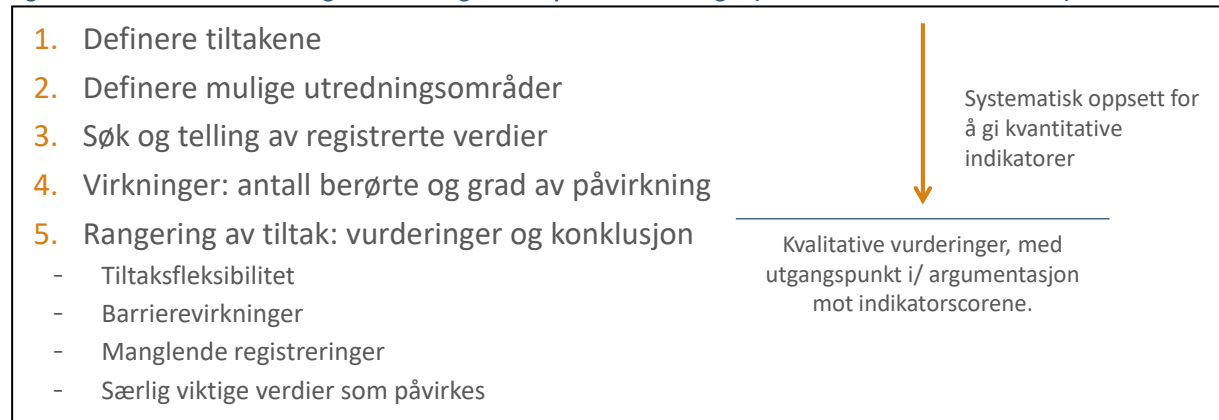 1. Definere tiltakene
2. Definere mulige utredningsområder
3. Søk og telling av registrerte verdier
4. Virkninger: antall berørte og grad av påvirkning
5. Rangering av tiltak: vurderinger og konklusjon
- Tiltaksfleksibilitet
- Barrierevirkninger
- Manglende registreringer
- Særlig viktige verdier som påvirkes
Systematisk oppsett for
å gi kvantitative
indikatorer
Kvalitative vurderinger, med
utgangspunkt i/ argumentasjon
mot indikatorscorene.